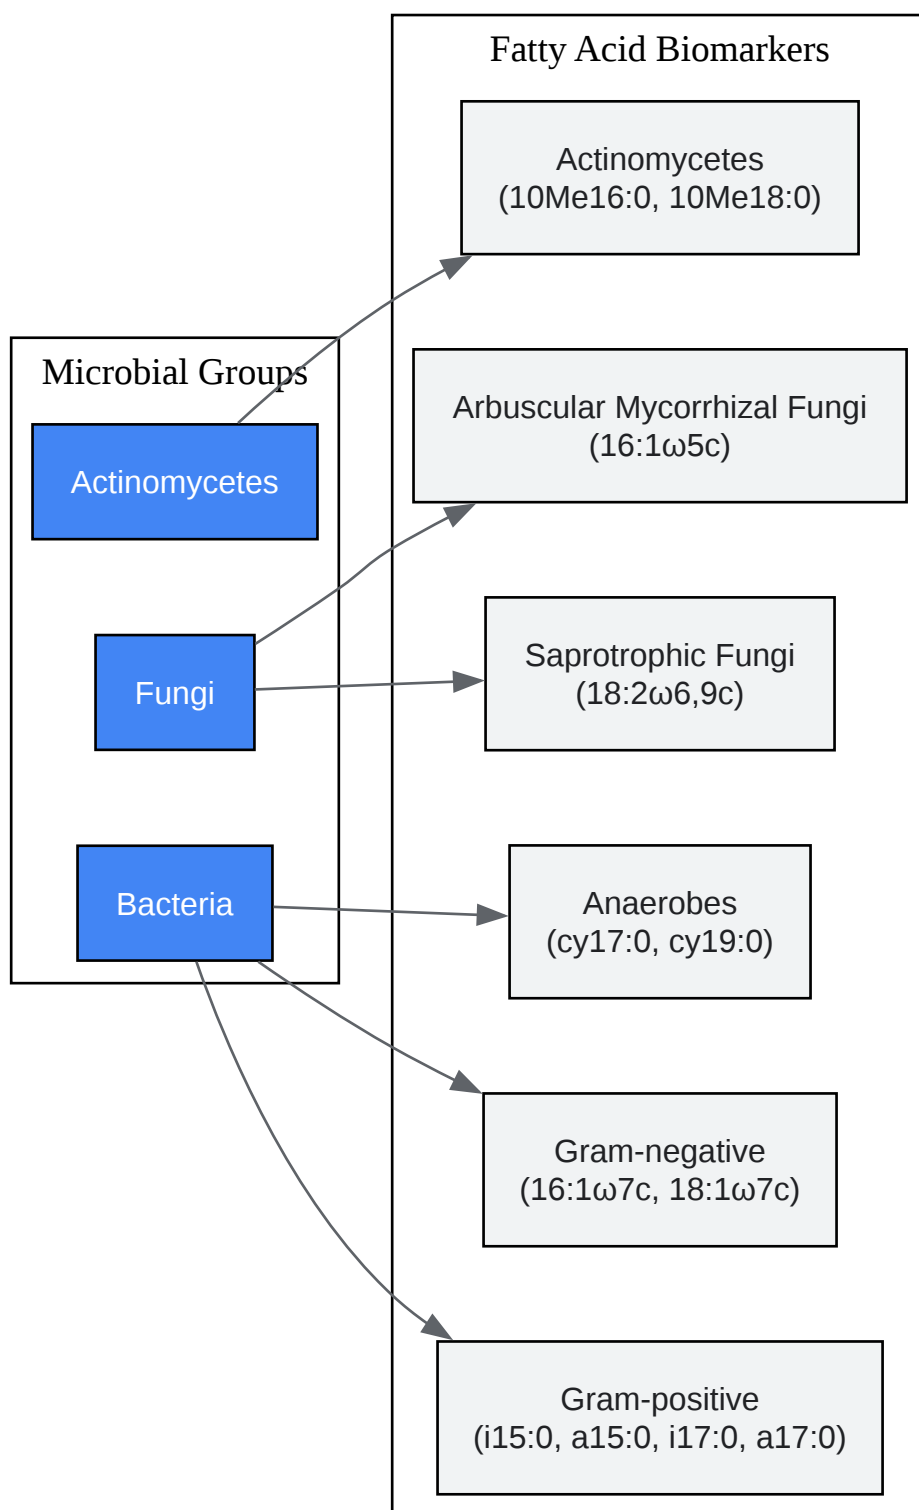 Fatty Acid Biomarkers
Actinomycetes
(10Me16:0, 10Me18:0)
Arbuscular Mycorrhizal Fungi
(16:1ω5c)
Saprotrophic Fungi
(18:2ω6,9c)
Anaerobes
(cy17:0, cy19:0)
Gram-negative
(16:1ω7c, 18:1ω7c)
Gram-positive
(i15:0, a15:0, i17:0, a17:0)
Microbial Groups
Actinomycetes
Fungi
Bacteria